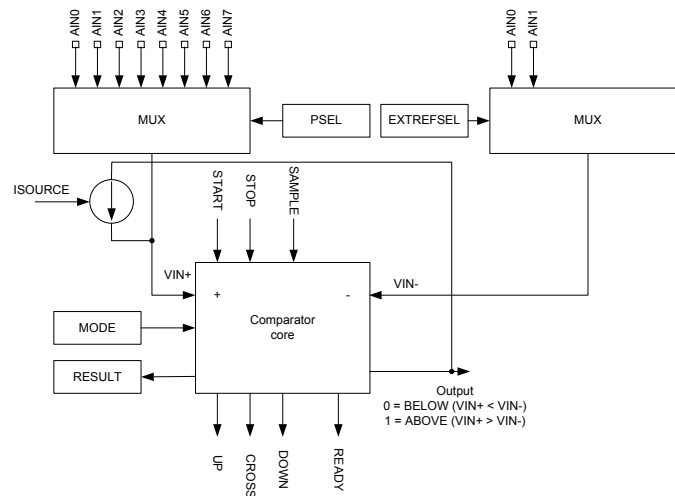 AIN0
AIN1
AIN2
AIN3
AIN4
AIN5
AIN6
AIN7
AIN0
AIN1
MUX
PSEL
EXTREFSEL
MUX
ISOURCE
START
STOP
SAMPLE
VIN+
VIN-
+
-
Comparator
core
MODE
RESULT
Output
0 = BELOW (VIN+ < VIN-)
1 = ABOVE (VIN+ > VIN-)
UP
CROSS
DOWN
READY